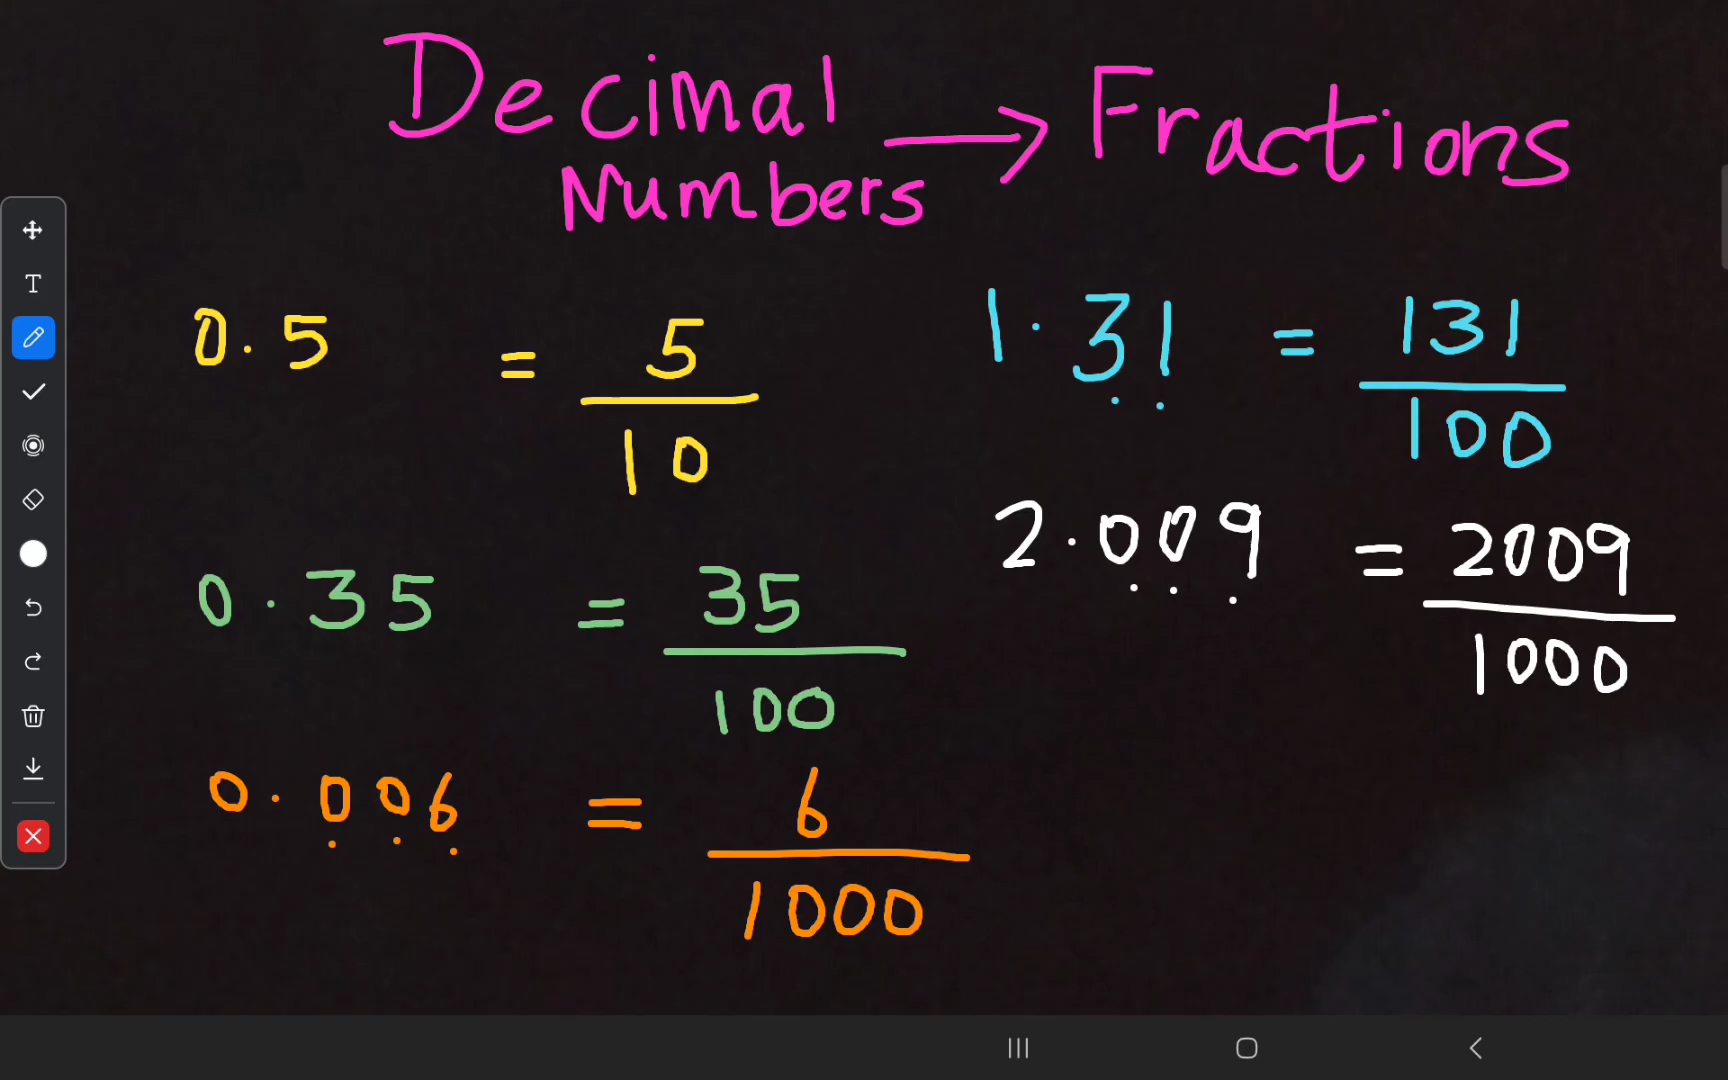 Decimal Numbers → Fractions
T
0.5 = 5/10
0.35 = 35/100
0.006 = 6/1000
1.31 = 131/100
2.009 = 2009/1000